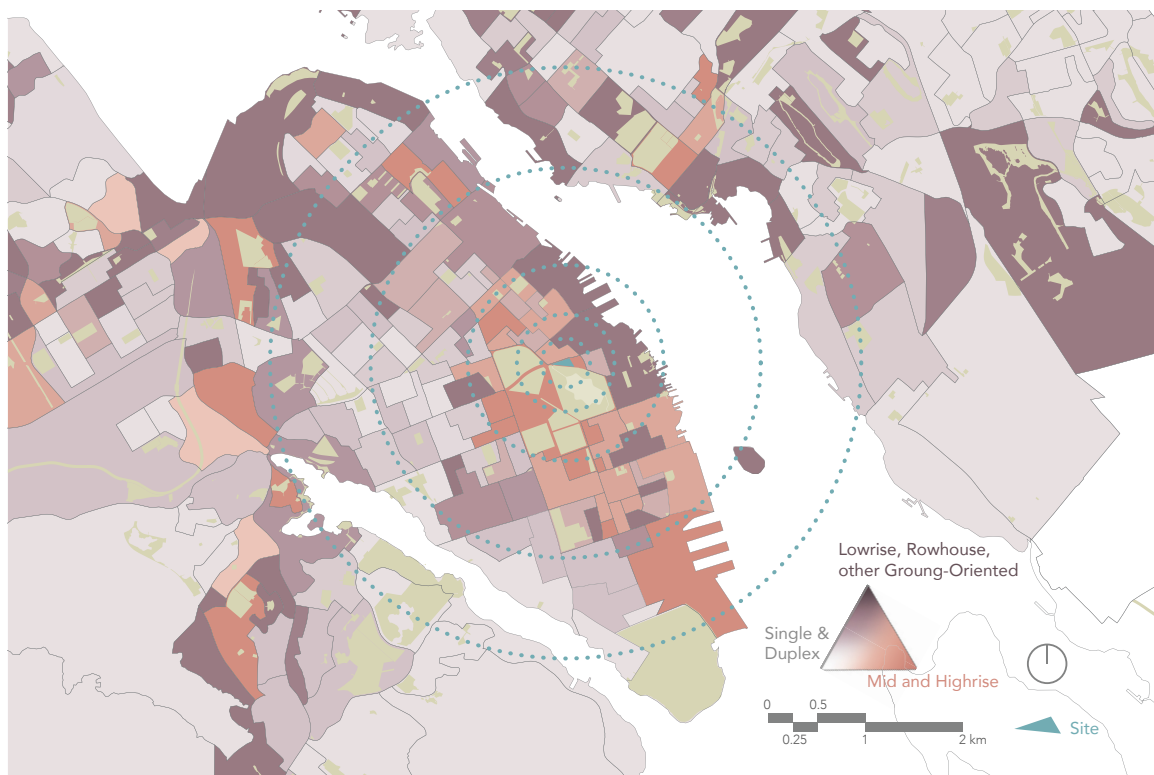 Lowrise, Rowhouse,
other Groung-Oriented
Single &
Duplex
Mid and Highrise
0 0.5
0.25 1 2 km
Site